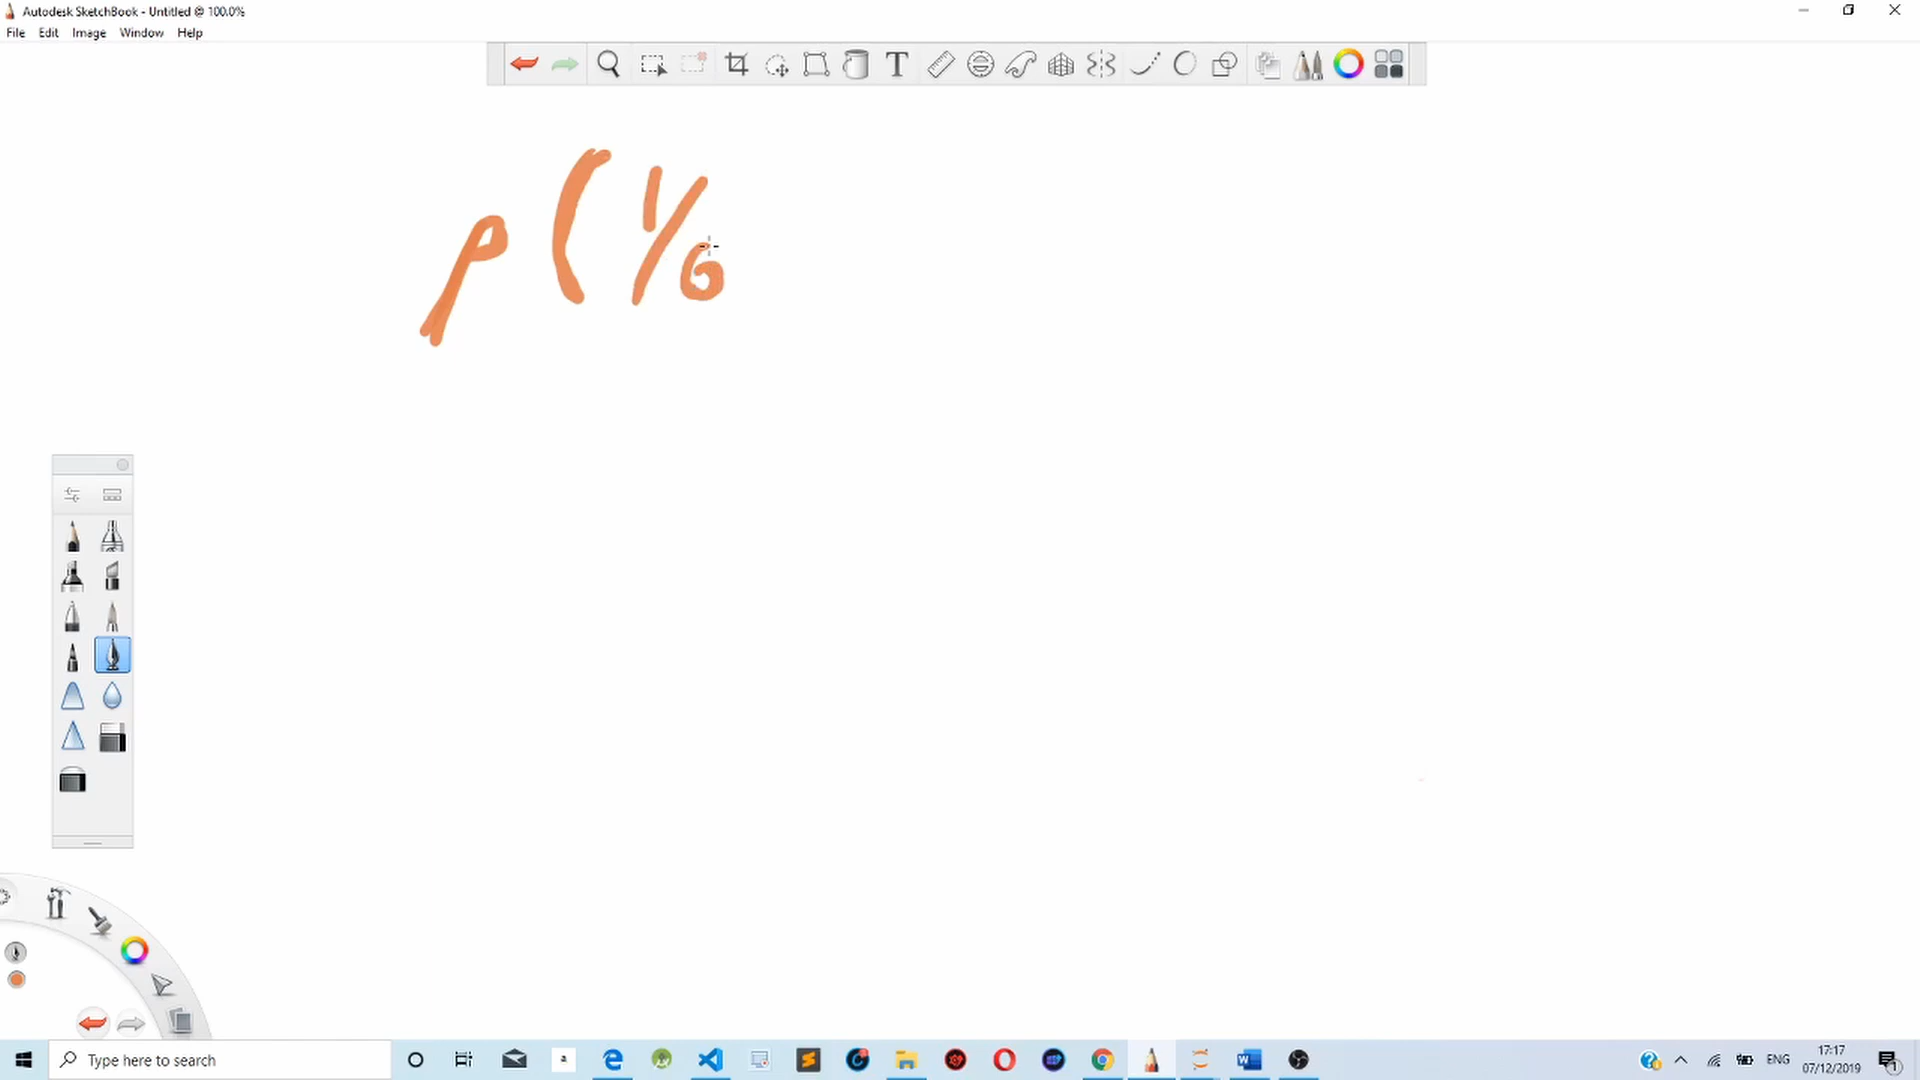 Autodesk SketchBook - Untitled @ 100.0%
File Edit Image Window Help
T
P ( 1/6
Type here to search
a
ENG
17:17
07/12/2019